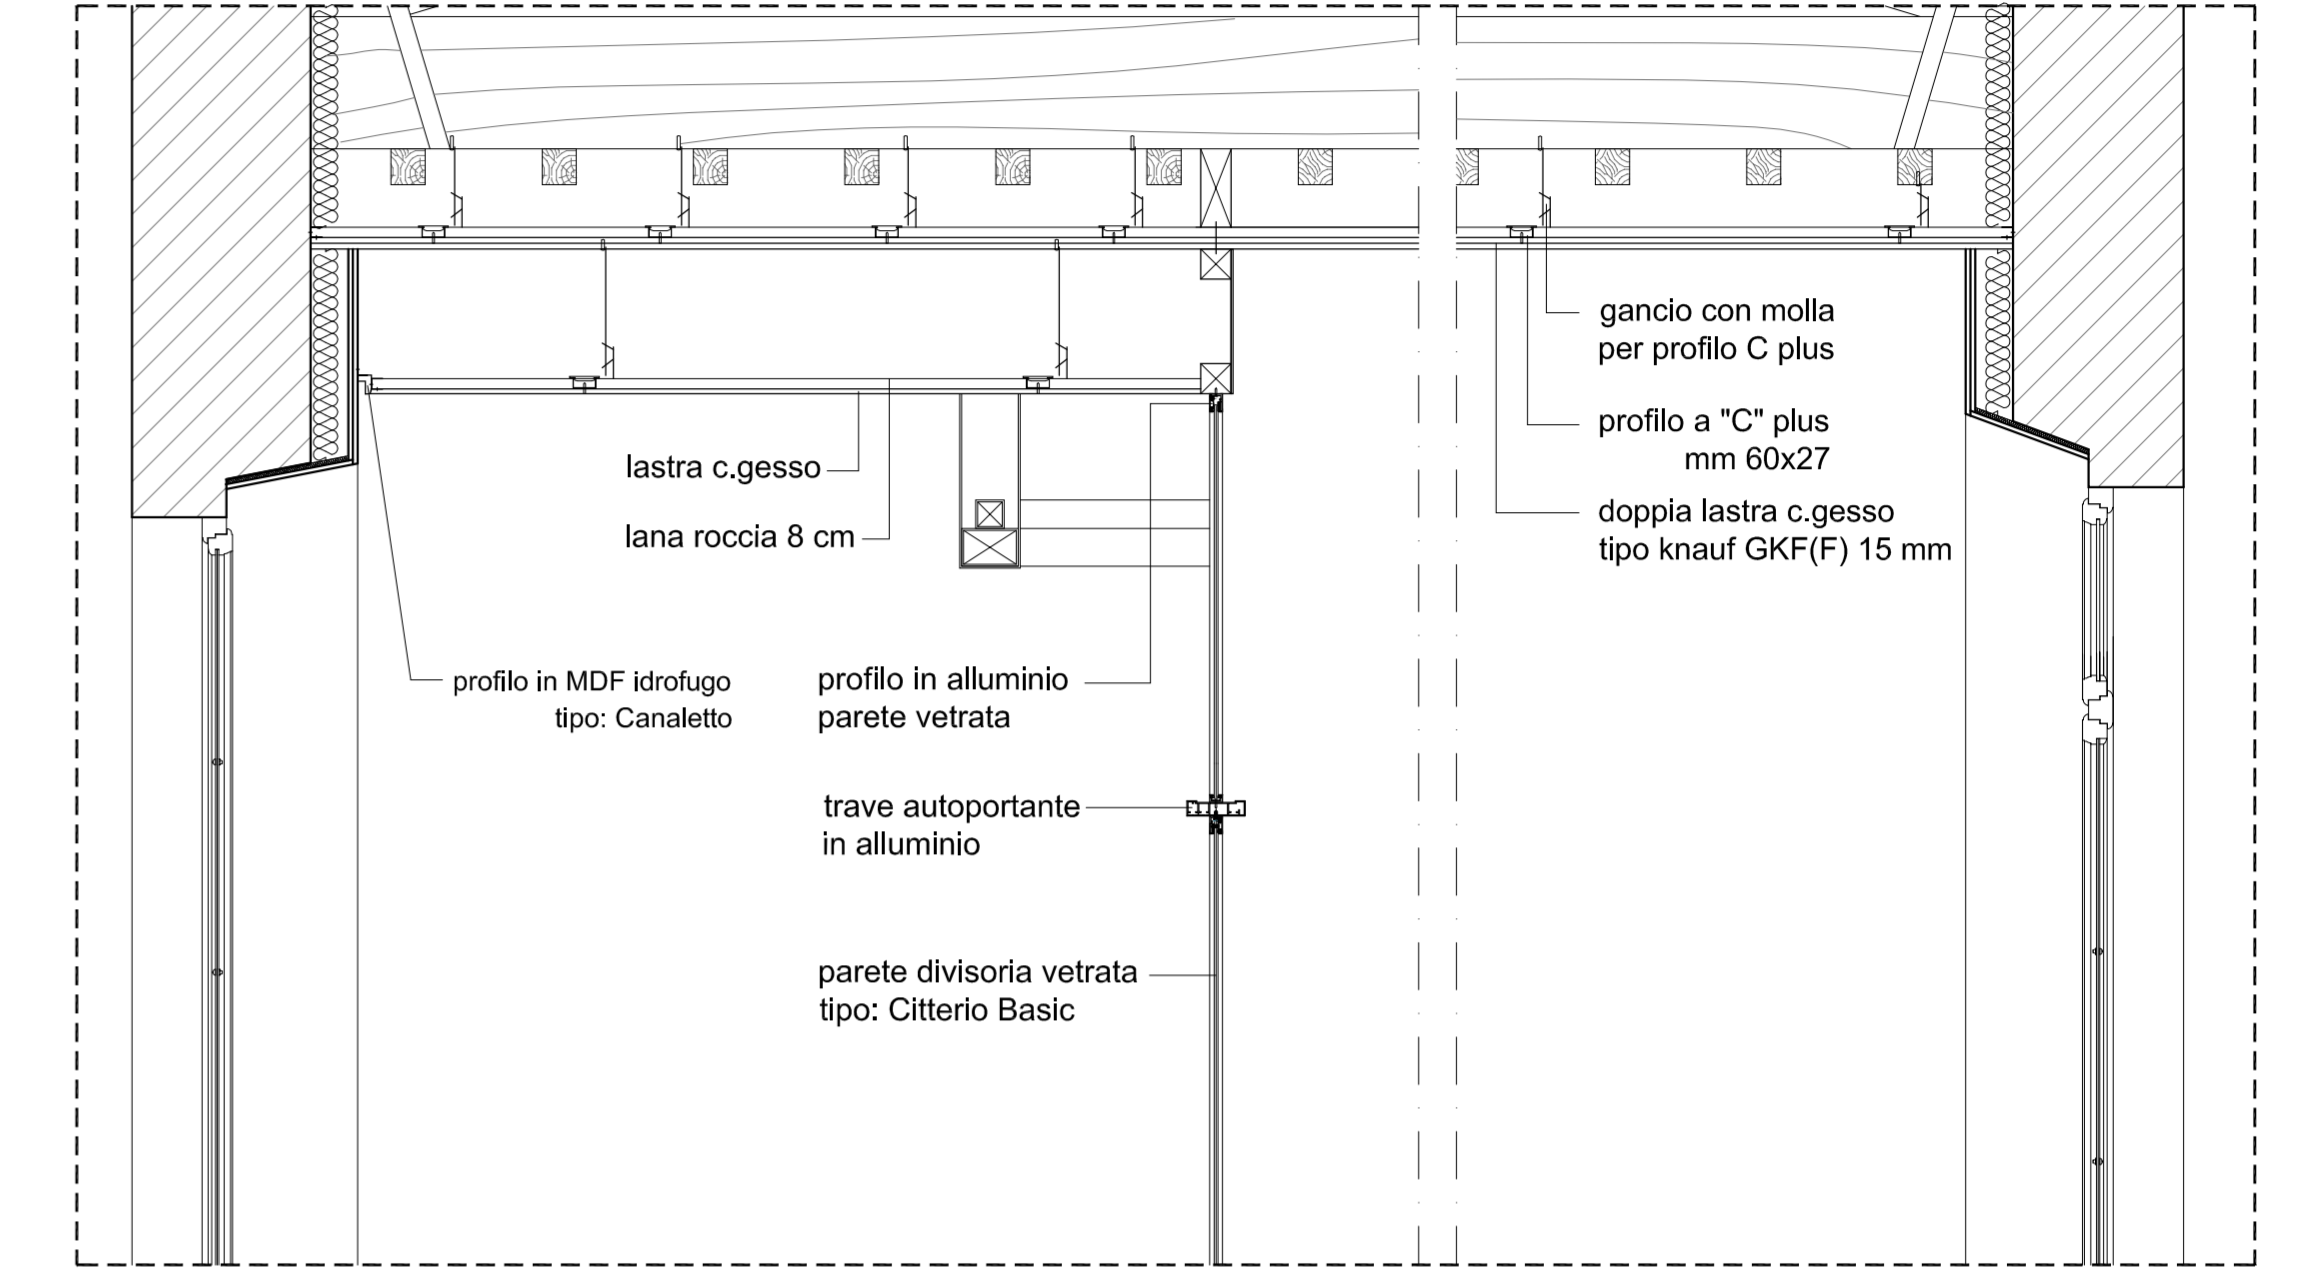 gancio con molla
per profilo C plus
profilo a "C" plus
mm 60x27
doppia lastra c.gesso
tipo knauf GKF(F) 15 mm
lastra c.gesso
lana roccia 8 cm
profilo in MDF idrofugo
tipo: Canaletto
profilo in alluminio
parete vetrata
trave autoportante
in alluminio
parete divisoria vetrata
tipo: Citterio Basic